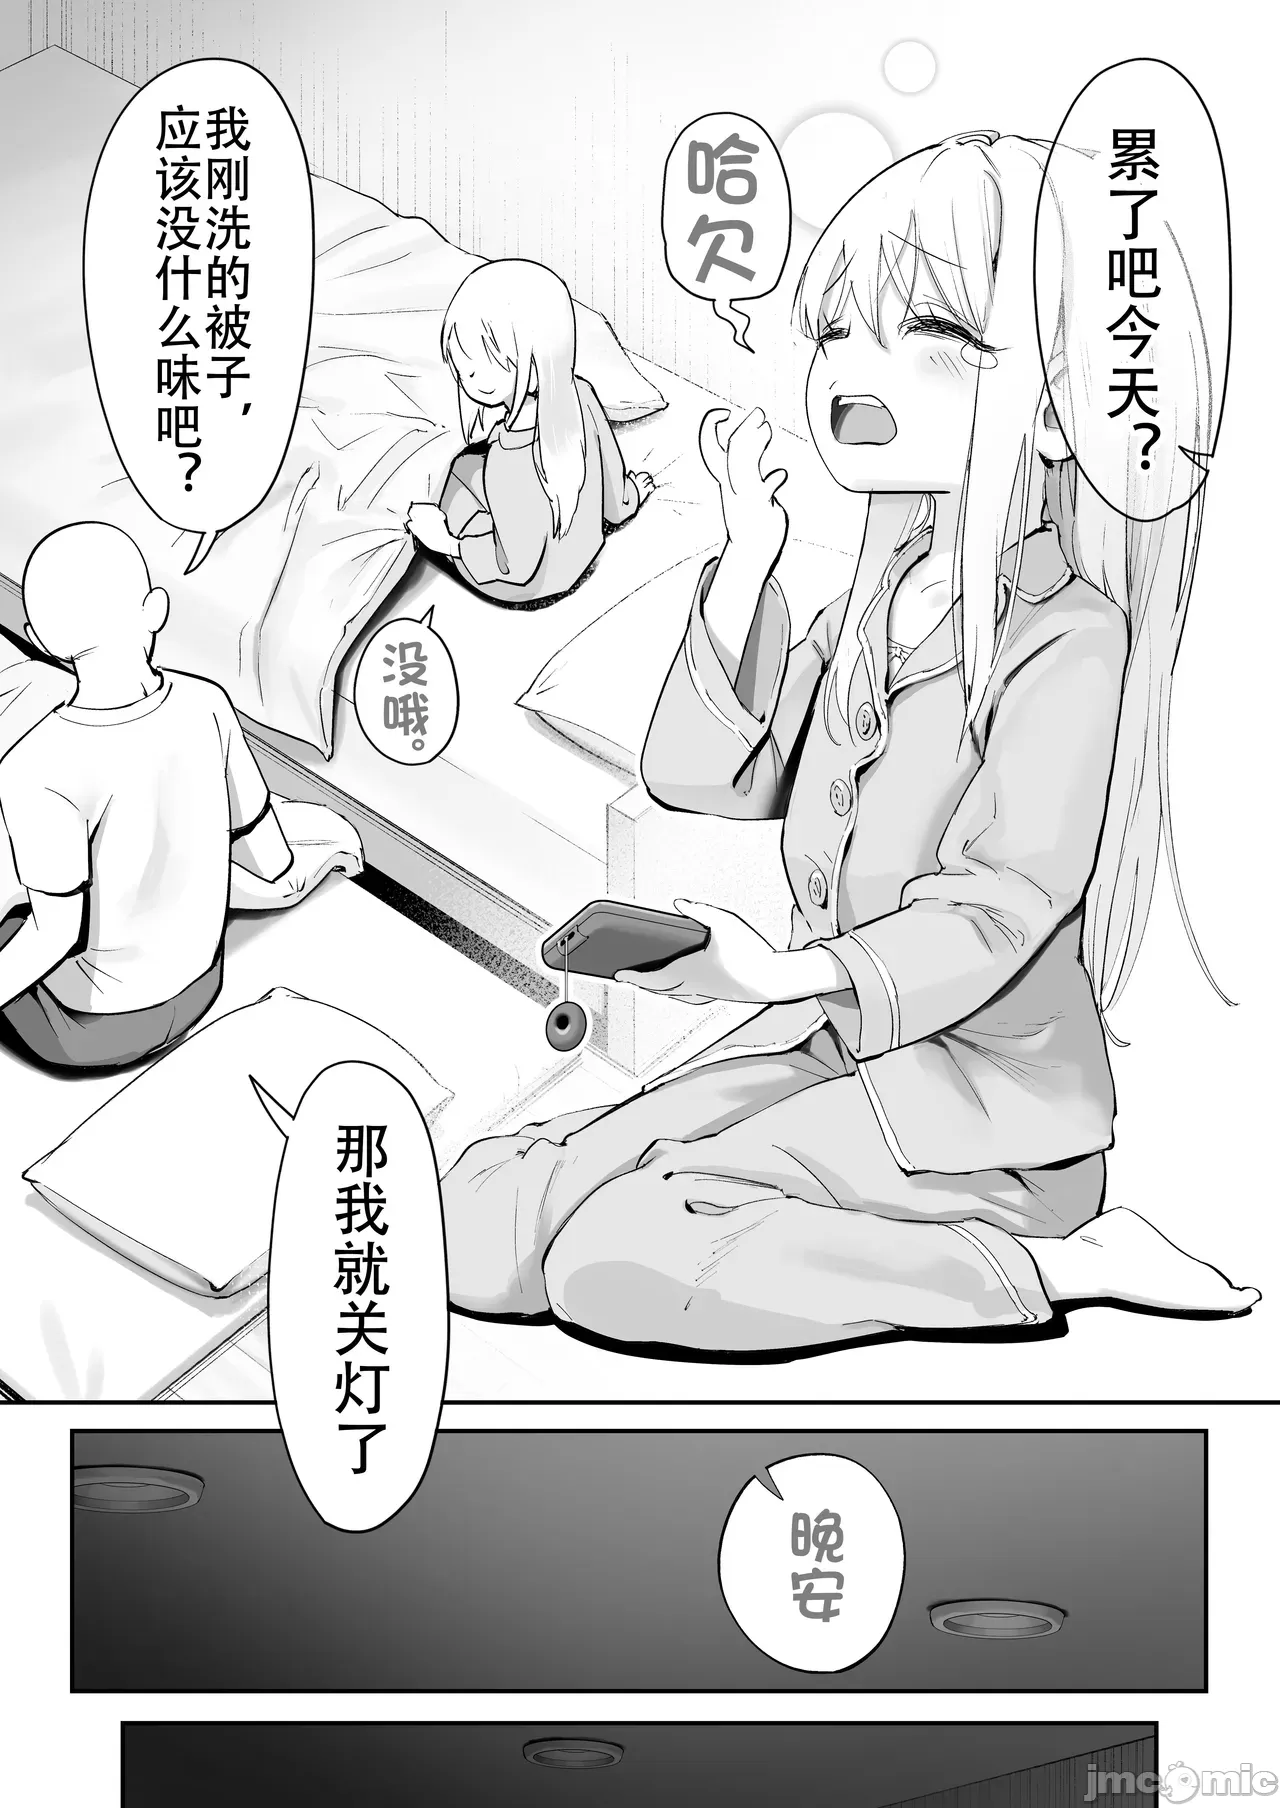 累了吧今天？
哈欠
我刚洗的被子，
应该没什么味吧？
没哦。
那我就关灯了
晚安
jmcomic